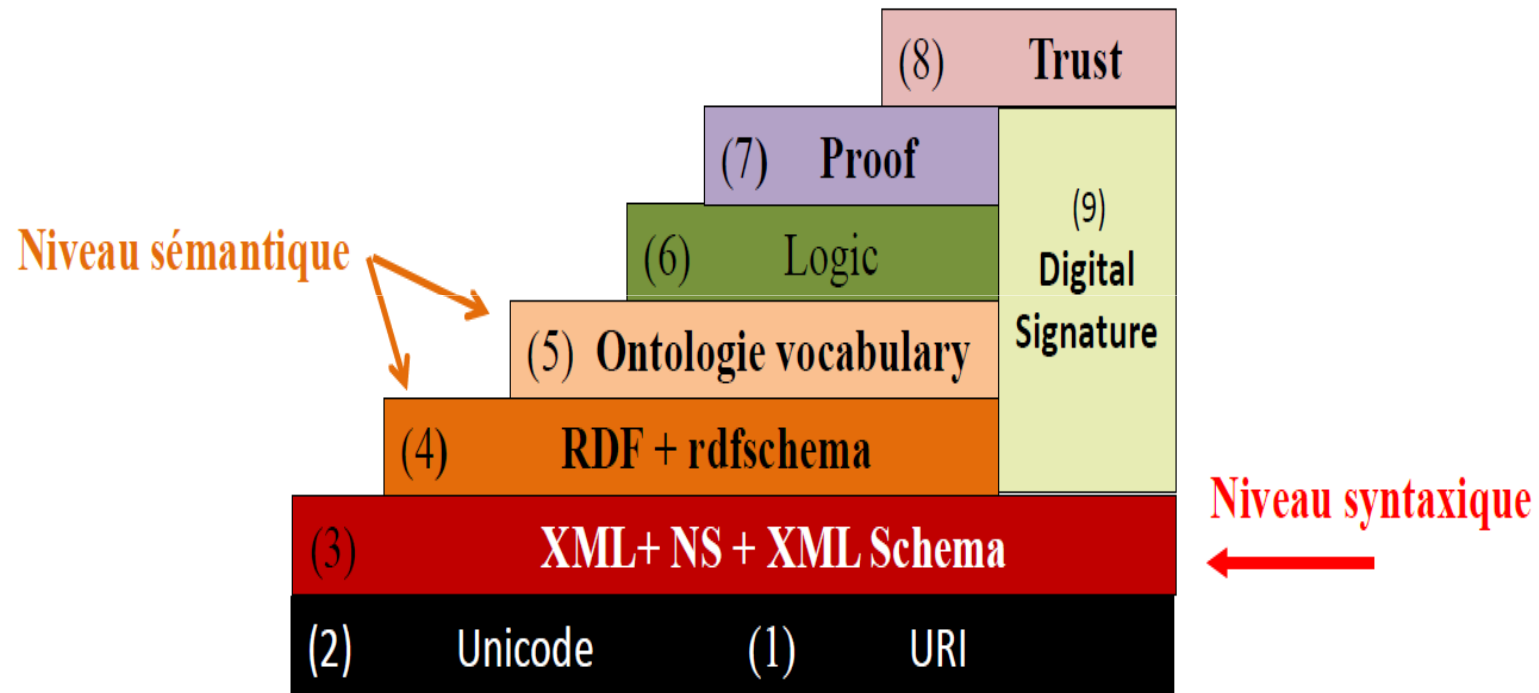 (8) Trust
(7) Proof
(9)
Digital
Signature
Niveau sémantique
(6) Logic
(5) Ontologie vocabulary
(4) RDF + rdfschema
Niveau syntaxique
(3) XML+ NS + XML Schema
(2) Unicode (1) URI